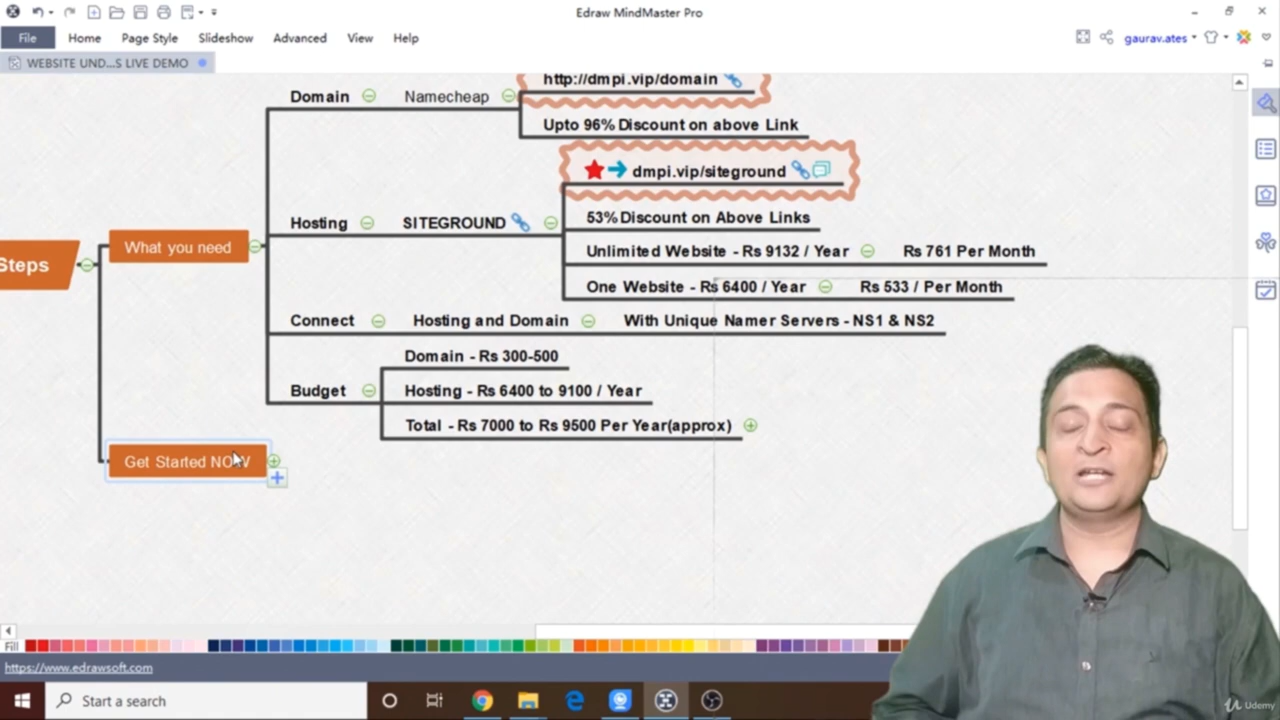 Edraw MindMaster Pro
File Home Page Style Slideshow Advanced View Help
gaurav.ates
WEBSITE UND...S LIVE DEMO
http://dmpi.vip/domain
Domain Namecheap
Upto 96% Discount on above Link
dmpi.vip/siteground
Hosting SITEGROUND
53% Discount on Above Links
What you need
Unlimited Website - Rs 9132 / Year Rs 761 Per Month
Steps
One Website - Rs 6400 / Year Rs 533 / Per Month
Connect Hosting and Domain With Unique Namer Servers - NS1 & NS2
Domain - Rs 300-500
Budget Hosting - Rs 6400 to 9100 / Year
Total - Rs 7000 to Rs 9500 Per Year(approx)
Get Started NOW
Fill
https://www.edrawsoft.com
Start a search
Udemy